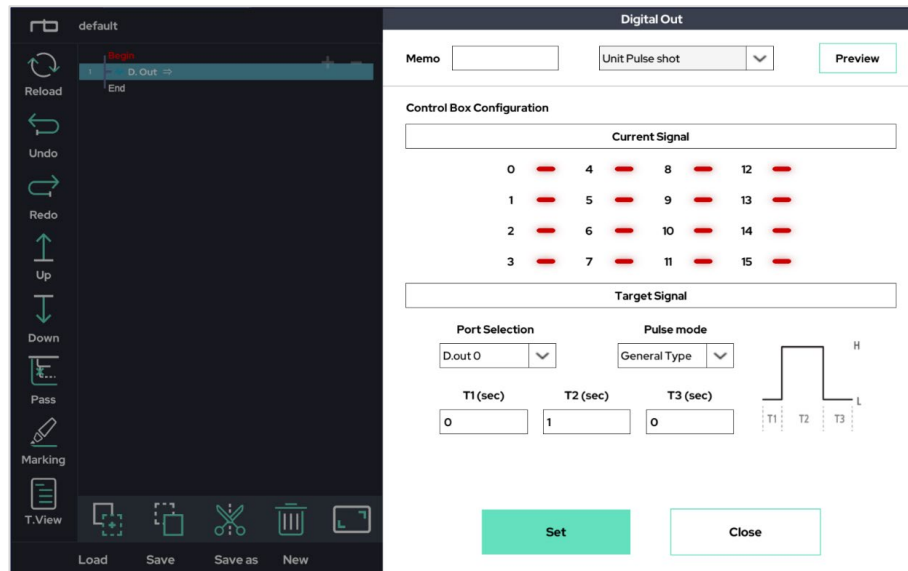 default
Reload
Undo
Redo
Up
Down
Pass
Marking
T.View
Begin
1 D. Out ⇒
End
Load Save Save as New
Digital Out
Memo Unit Pulse shot Preview
Control Box Configuration
Current Signal
0 4 8 12
1 5 9 13
2 6 10 14
3 7 11 15
Target Signal
Port Selection Pulse mode
D.out 0 General Type
T1 (sec) T2 (sec) T3 (sec)
0 1 0
H
L
T1 T2 T3
Set Close